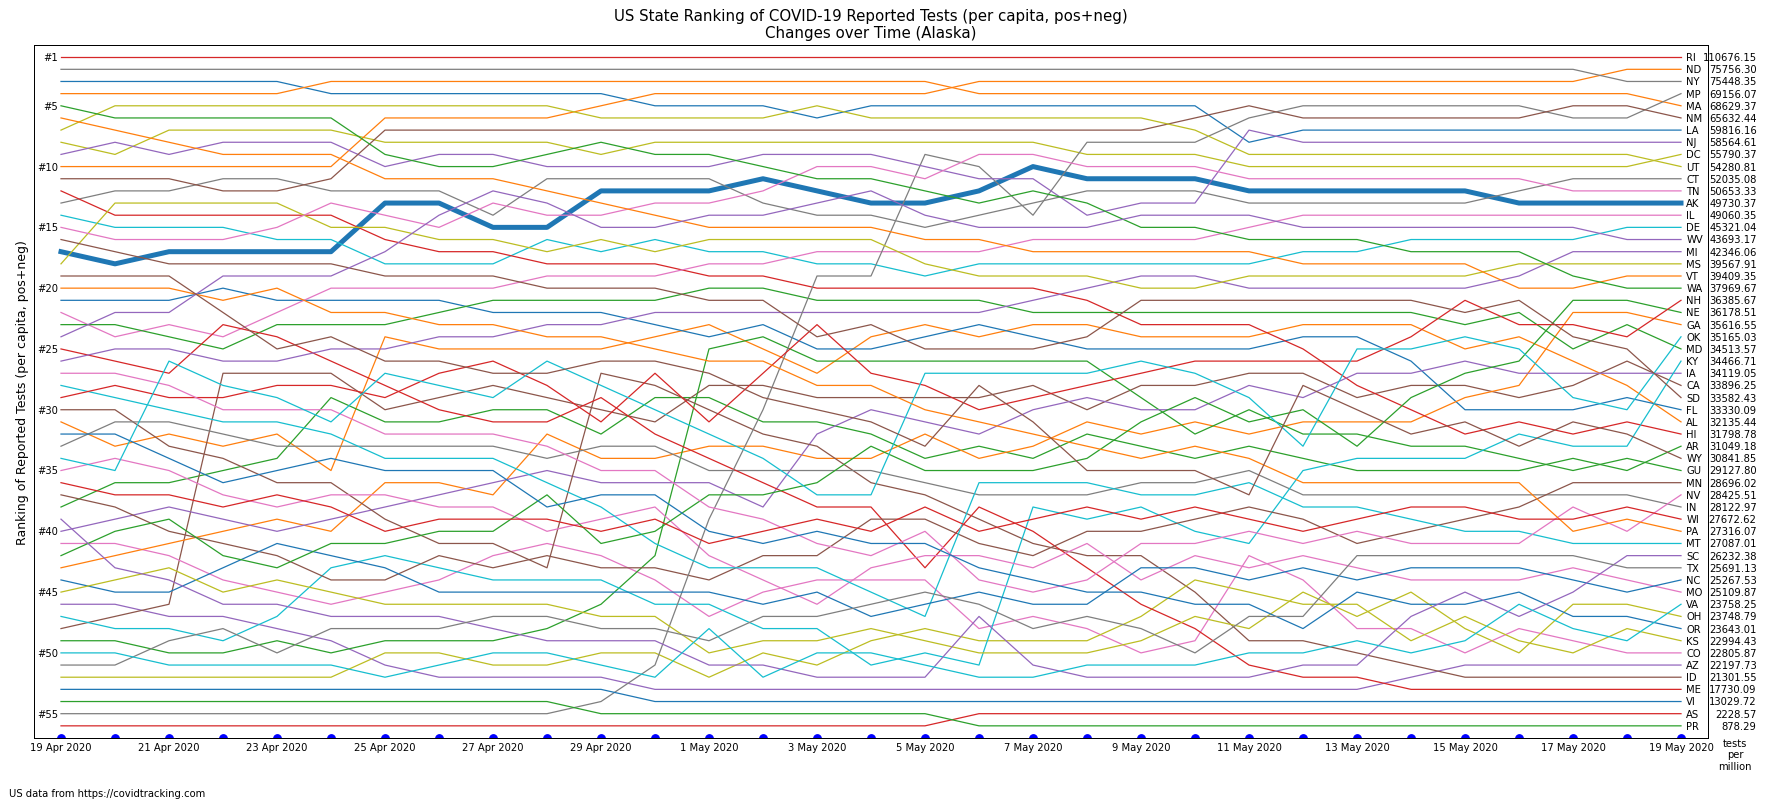 US State Ranking of COVID-19 Reported Tests (per capita, pos+neg)
Changes over Time (Alaska)
Ranking of Reported Tests (per capita, pos+neg)
#1
#5
#10
#15
#20
#25
#30
#35
#40
#45
#50
#55
RI 110676.15
ND 75756.30
NY 75448.35
MP 69156.07
MA 68629.37
NM 65632.44
LA 59816.16
NJ 58564.61
DC 55790.37
UT 54280.81
CT 52035.08
TN 50653.33
AK 49730.37
IL 49060.35
DE 45321.04
WV 43693.17
MI 42346.06
MS 39567.91
VT 39409.35
WA 37969.67
NH 36385.67
NE 36178.51
GA 35616.55
OK 35165.03
MD 34513.57
KY 34466.71
IA 34119.05
CA 33896.25
SD 33582.43
FL 33330.09
AL 32135.44
HI 31798.78
AR 31049.18
WY 30841.85
GU 29127.80
MN 28696.02
NV 28425.51
IN 28122.97
WI 27672.62
PA 27316.07
MT 27087.01
SC 26232.38
TX 25691.13
NC 25267.53
MO 25109.87
VA 23758.25
OH 23748.79
OR 23643.01
KS 22994.43
CO 22805.87
AZ 22197.73
ID 21301.55
ME 17730.09
VI 13029.72
AS 2228.57
PR 878.29
19 Apr 2020 21 Apr 2020 23 Apr 2020 25 Apr 2020 27 Apr 2020 29 Apr 2020 1 May 2020 3 May 2020 5 May 2020 7 May 2020 9 May 2020 11 May 2020 13 May 2020 15 May 2020 17 May 2020 19 May 2020
tests
per
million
US data from https://covidtracking.com